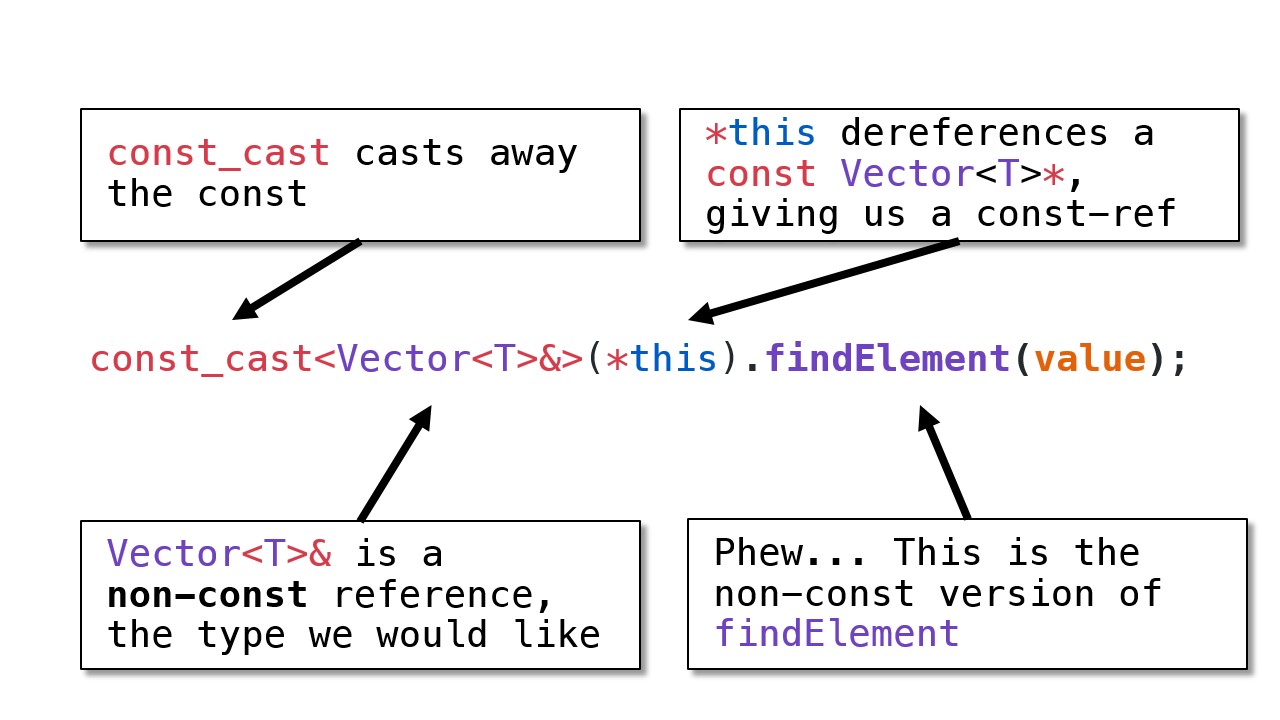 const_cast casts away
the const
*this dereferences a
const Vector<T>*,
giving us a const-ref
const_cast<Vector<T>&>(*this).findElement(value);
Vector<T>& is a
non-const reference,
the type we would like
Phew... This is the
non-const version of
findElement